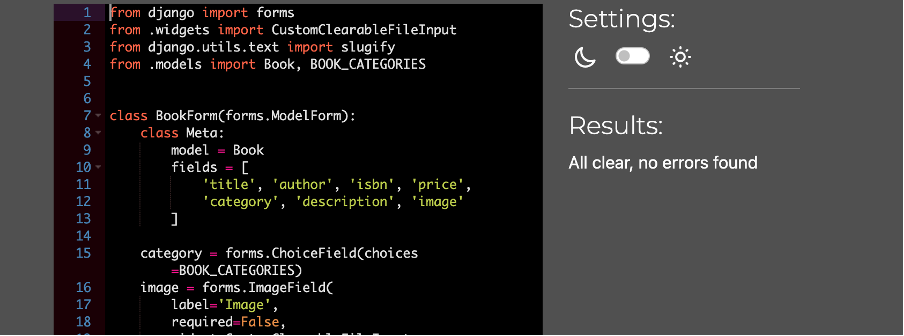 1 from django import forms
2 from .widgets import CustomClearableFileInput
3 from django.utils.text import slugify
4 from .models import Book, BOOK_CATEGORIES
5
6
7 class BookForm(forms.ModelForm):
8 class Meta:
9 model = Book
10 fields = [
11 'title', 'author', 'isbn', 'price',
12 'category', 'description', 'image'
13 ]
14
15 category = forms.ChoiceField(choices
=BOOK_CATEGORIES)
16 image = forms.ImageField(
17 label='Image',
18 required=False,
Settings:
Results:
All clear, no errors found